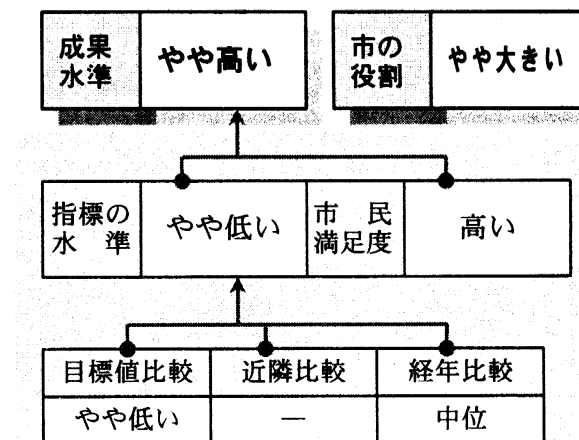 成果
水準
やや高い
市の
役割
やや大きい
指標の
水準
やや低い
市民
満足度
高い
目標値比較
近隣比較
経年比較
やや低い
—
中位